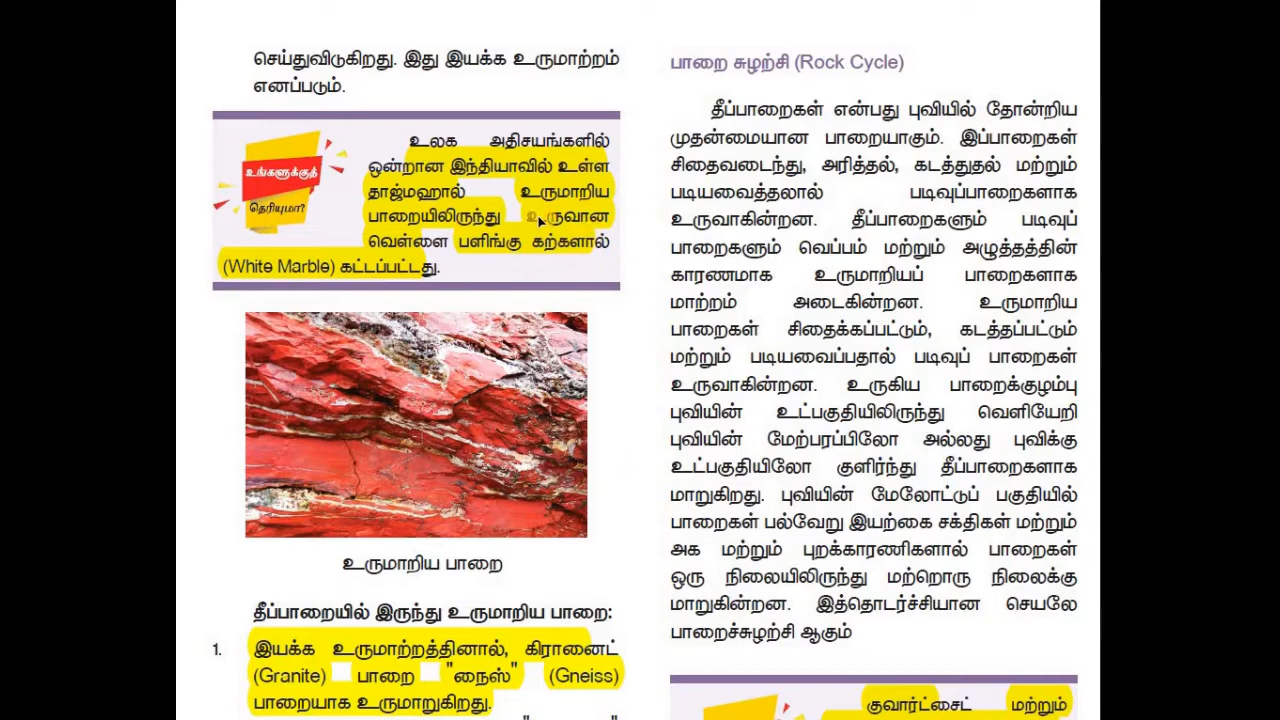 செய்துவிடுகிறது. இது இயக்க உருமாற்றம்
எனப்படும்.
உங்களுக்குத்
தெரியுமா?
உலக அதிசயங்களில்
ஒன்றான இந்தியாவில் உள்ள
தாஜ்மஹால் உருமாறிய
பாறையிலிருந்து உருவான
வெள்ளை பளிங்கு கற்களால்
(White Marble) கட்டப்பட்டது.
உருமாறிய பாறை
தீப்பாறையில் இருந்து உருமாறிய பாறை:
1. இயக்க உருமாற்றத்தினால், கிரானைட்
(Granite) பாறை "நைஸ்" (Gneiss)
பாறையாக உருமாறுகிறது.
பாறை சுழற்சி (Rock Cycle)
தீப்பாறைகள் என்பது புவியில் தோன்றிய
முதன்மையான பாறையாகும். இப்பாறைகள்
சிதைவடைந்து, அரித்தல், கடத்துதல் மற்றும்
படியவைத்தலால் படிவுப்பாறைகளாக
உருவாகின்றன. தீப்பாறைகளும் படிவுப்
பாறைகளும் வெப்பம் மற்றும் அழுத்தத்தின்
காரணமாக உருமாறியப் பாறைகளாக
மாற்றம் அடைகின்றன. உருமாறிய
பாறைகள் சிதைக்கப்பட்டும், கடத்தப்பட்டும்
மற்றும் படியவைப்பதால் படிவுப் பாறைகள்
உருவாகின்றன. உருகிய பாறைக்குழம்பு
புவியின் உட்பகுதியிலிருந்து வெளியேறி
புவியின் மேற்பரப்பிலோ அல்லது புவிக்கு
உட்பகுதியிலோ குளிர்ந்து தீப்பாறைகளாக
மாறுகிறது. புவியின் மேலோட்டுப் பகுதியில்
பாறைகள் பல்வேறு இயற்கை சக்திகள் மற்றும்
அக மற்றும் புறக்காரணிகளால் பாறைகள்
ஒரு நிலையிலிருந்து மற்றொரு நிலைக்கு
மாறுகின்றன. இத்தொடர்ச்சியான செயலே
பாறைச்சுழற்சி ஆகும்
குவார்ட்சைட் மற்றும்